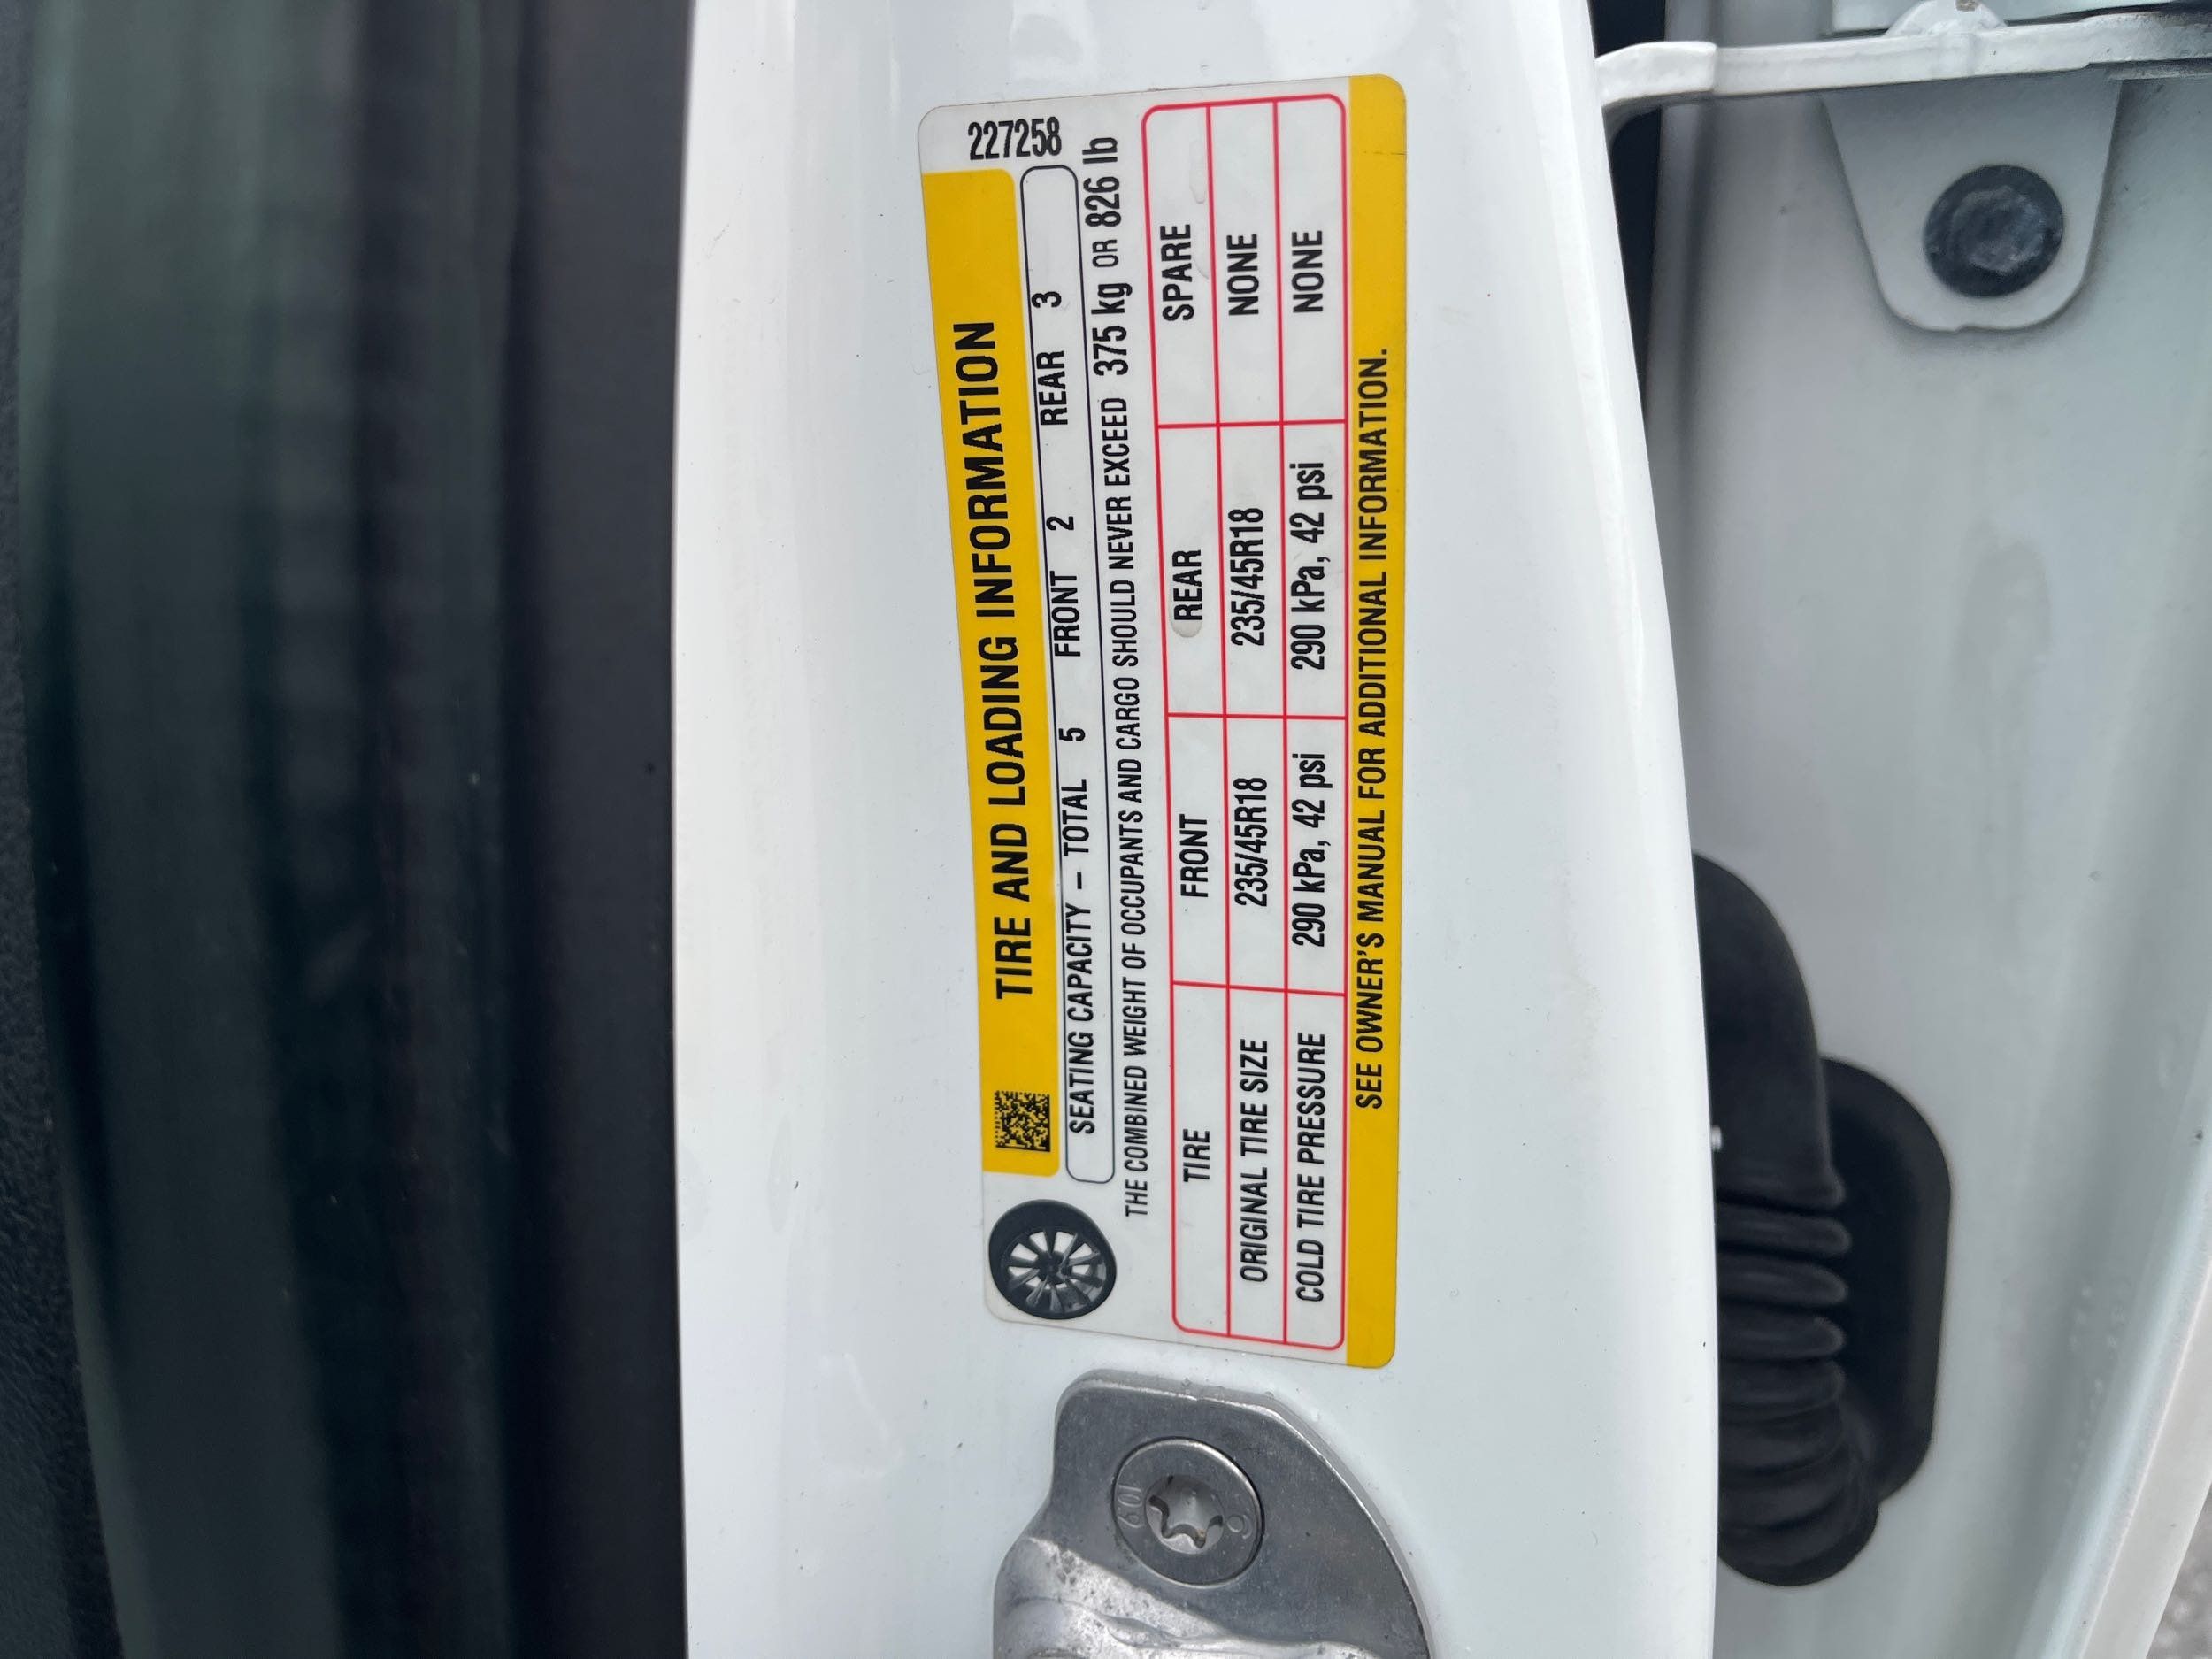 227258
TIRE AND LOADING INFORMATION
SEATING CAPACITY – TOTAL 5 FRONT 2 REAR 3
THE COMBINED WEIGHT OF OCCUPANTS AND CARGO SHOULD NEVER EXCEED 375 kg OR 826 lb
TIRE FRONT REAR SPARE
ORIGINAL TIRE SIZE 235/45R18 235/45R18 NONE
COLD TIRE PRESSURE 290 kPa, 42 psi 290 kPa, 42 psi NONE
SEE OWNER'S MANUAL FOR ADDITIONAL INFORMATION.
10.9